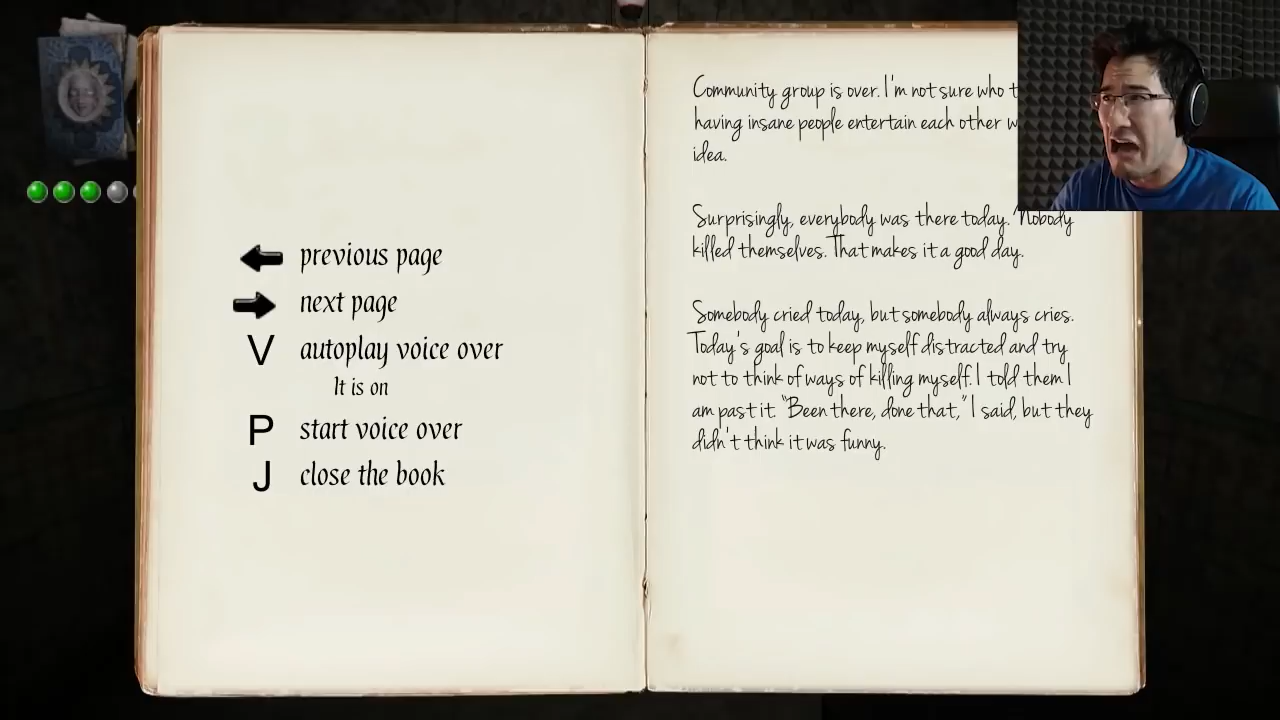 previous page
next page
V autoplay voice over
It is on
P start voice over
J close the book
Community group is over. I'm not sure who
having insane people entertain each other
idea.
Surprisingly, everybody was there today. Nobody
killed themselves. That makes it a good day.
Somebody cried today, but somebody always cries.
Today's goal is to keep myself distracted and try
not to think of ways of killing myself. I told them I
am past it. "Been there, done that," I said, but they
didn't think it was funny.